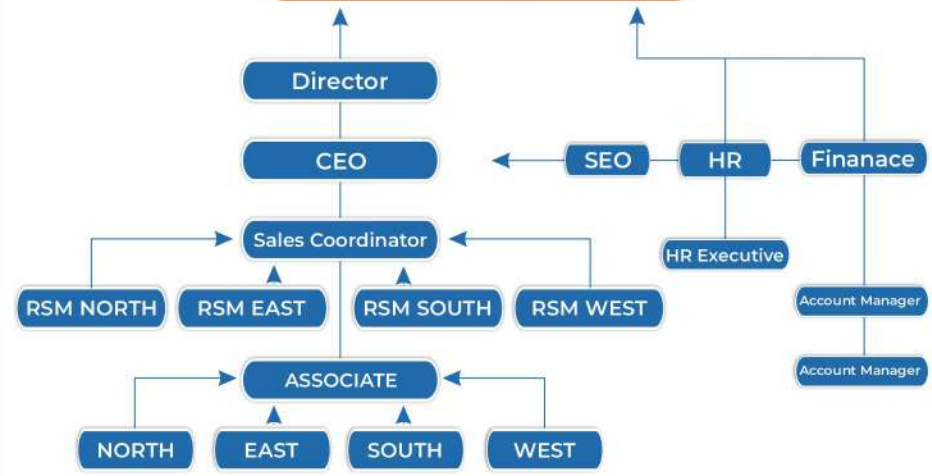 Director
CEO
SEO
HR
Finanace
Sales Coordinator
HR Executive
RSM NORTH
RSM EAST
RSM SOUTH
RSM WEST
Account Manager
ASSOCIATE
Account Manager
NORTH
EAST
SOUTH
WEST